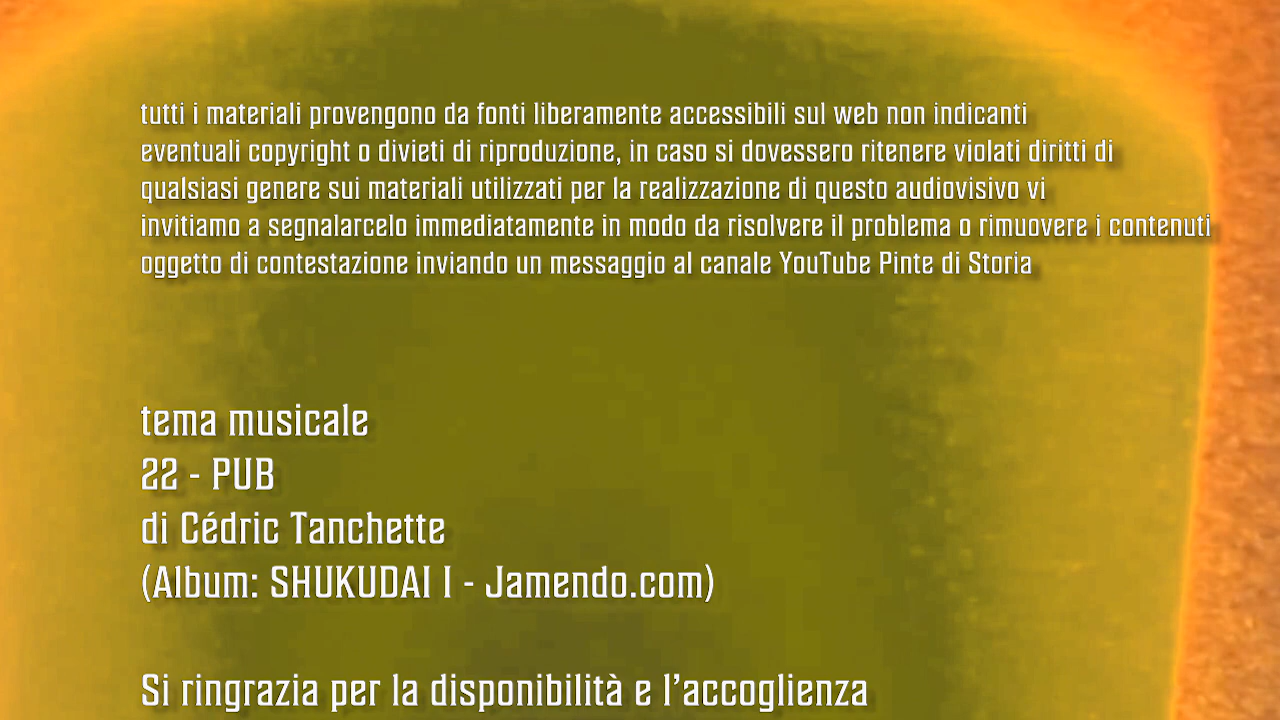 tutti i materiali provengono da fonti liberamente accessibili sul web non indicanti
eventuali copyright o divieti di riproduzione, in caso si dovessero ritenere violati diritti di
qualsiasi genere sui materiali utilizzati per la realizzazione di questo audiovisivo vi
invitiamo a segnalarcelo immediatamente in modo da risolvere il problema o rimuovere i contenuti
oggetto di contestazione inviando un messaggio al canale YouTube Pinte di Storia
tema musicale
22 - PUB
di Cédric Tanchette
(Album: SHUKUDAI I - Jamendo.com)
Si ringrazia per la disponibilità e l’accoglienza